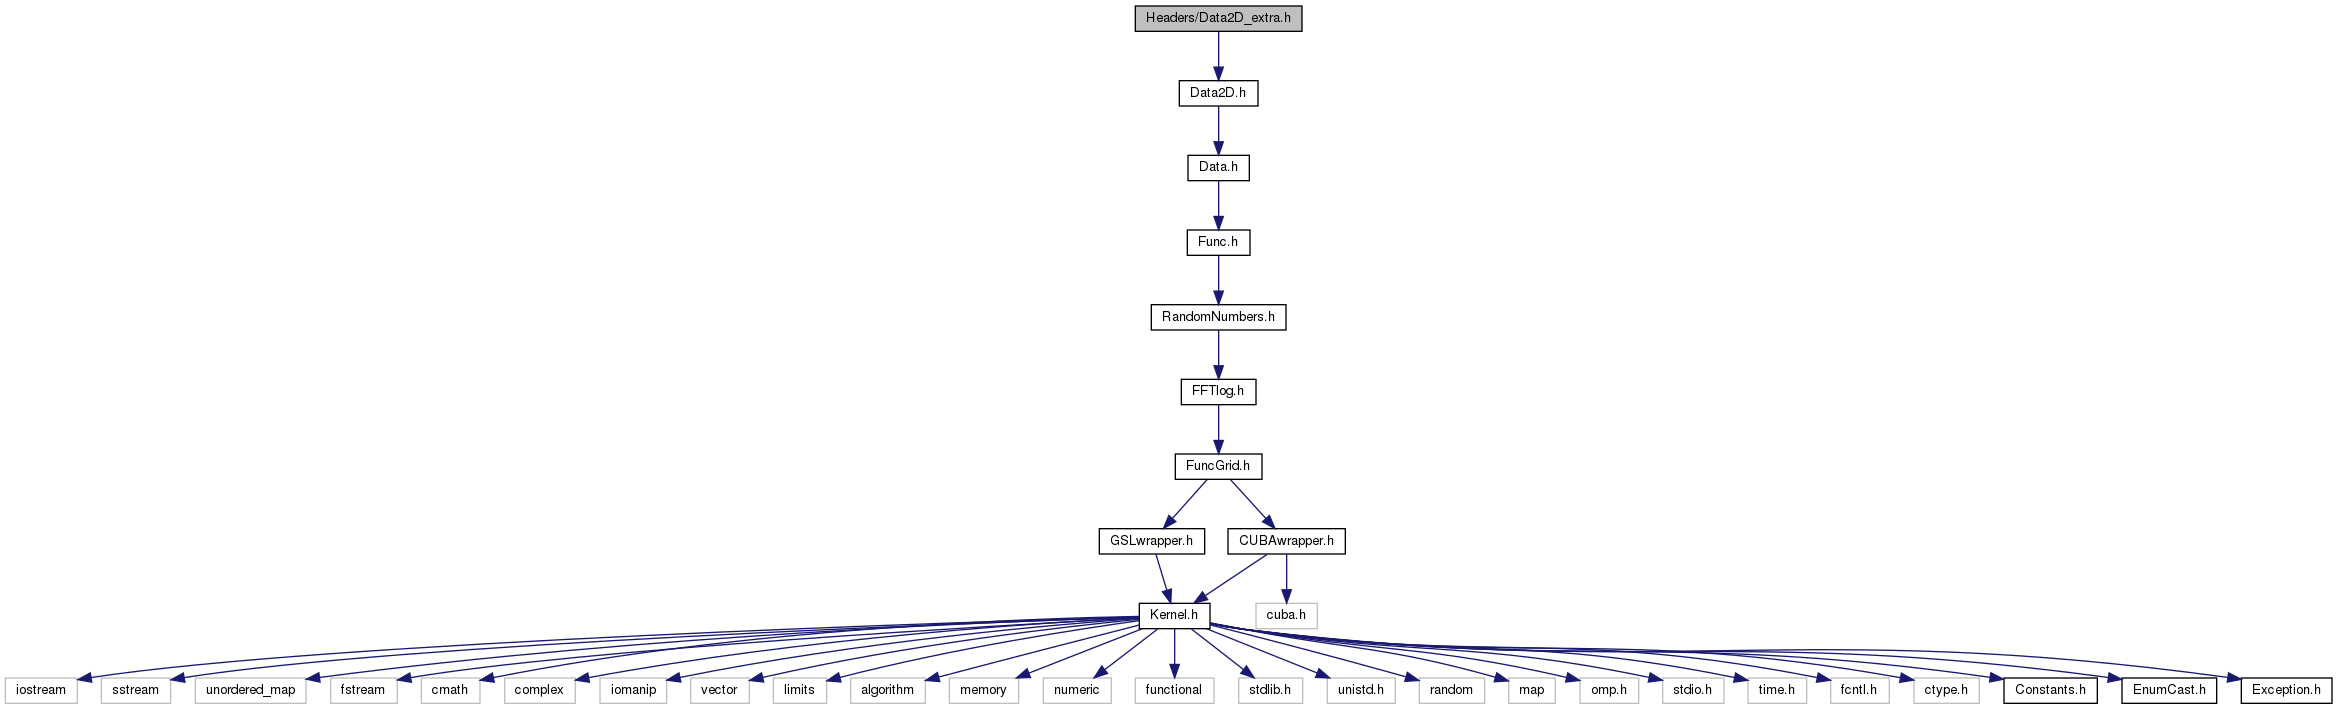 Headers/Data2D_extra.h
Data2D.h
Data.h
Func.h
RandomNumbers.h
FFTlog.h
FuncGrid.h
GSLwrapper.h
CUBAwrapper.h
Kernel.h
cuba.h
iostream
sstream
unordered_map
fstream
cmath
complex
iomanip
vector
limits
algorithm
memory
numeric
functional
stdlib.h
unistd.h
random
map
omp.h
stdio.h
time.h
fcntl.h
ctype.h
Constants.h
EnumCast.h
Exception.h